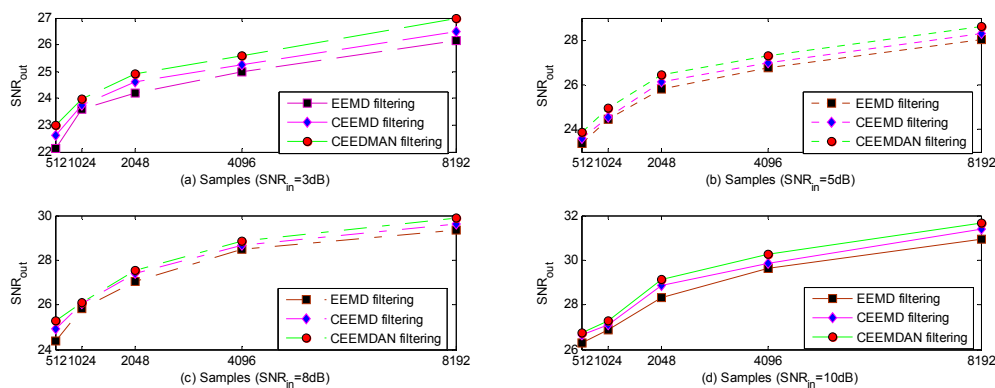 27
26
25
24
23
22
SNRout
EEMD filtering
CEEMD filtering
CEEDMAN filtering
512 1024 2048 4096 8192
(a) Samples (SNRin=3dB)
28
26
24
SNRout
EEMD filtering
CEEMD filtering
CEEMDAN filtering
512 1024 2048 4096 8192
(b) Samples (SNRin=5dB)
30
28
26
24
SNRout
EEMD filtering
CEEMD filtering
CEEMDAN filtering
512 1024 2048 4096 8192
(c) Samples (SNRin=8dB)
32
30
28
26
SNRout
EEMD filtering
CEEMD filtering
CEEMDAN filtering
512 1024 2048 4096 8192
(d) Samples (SNRin=10dB)